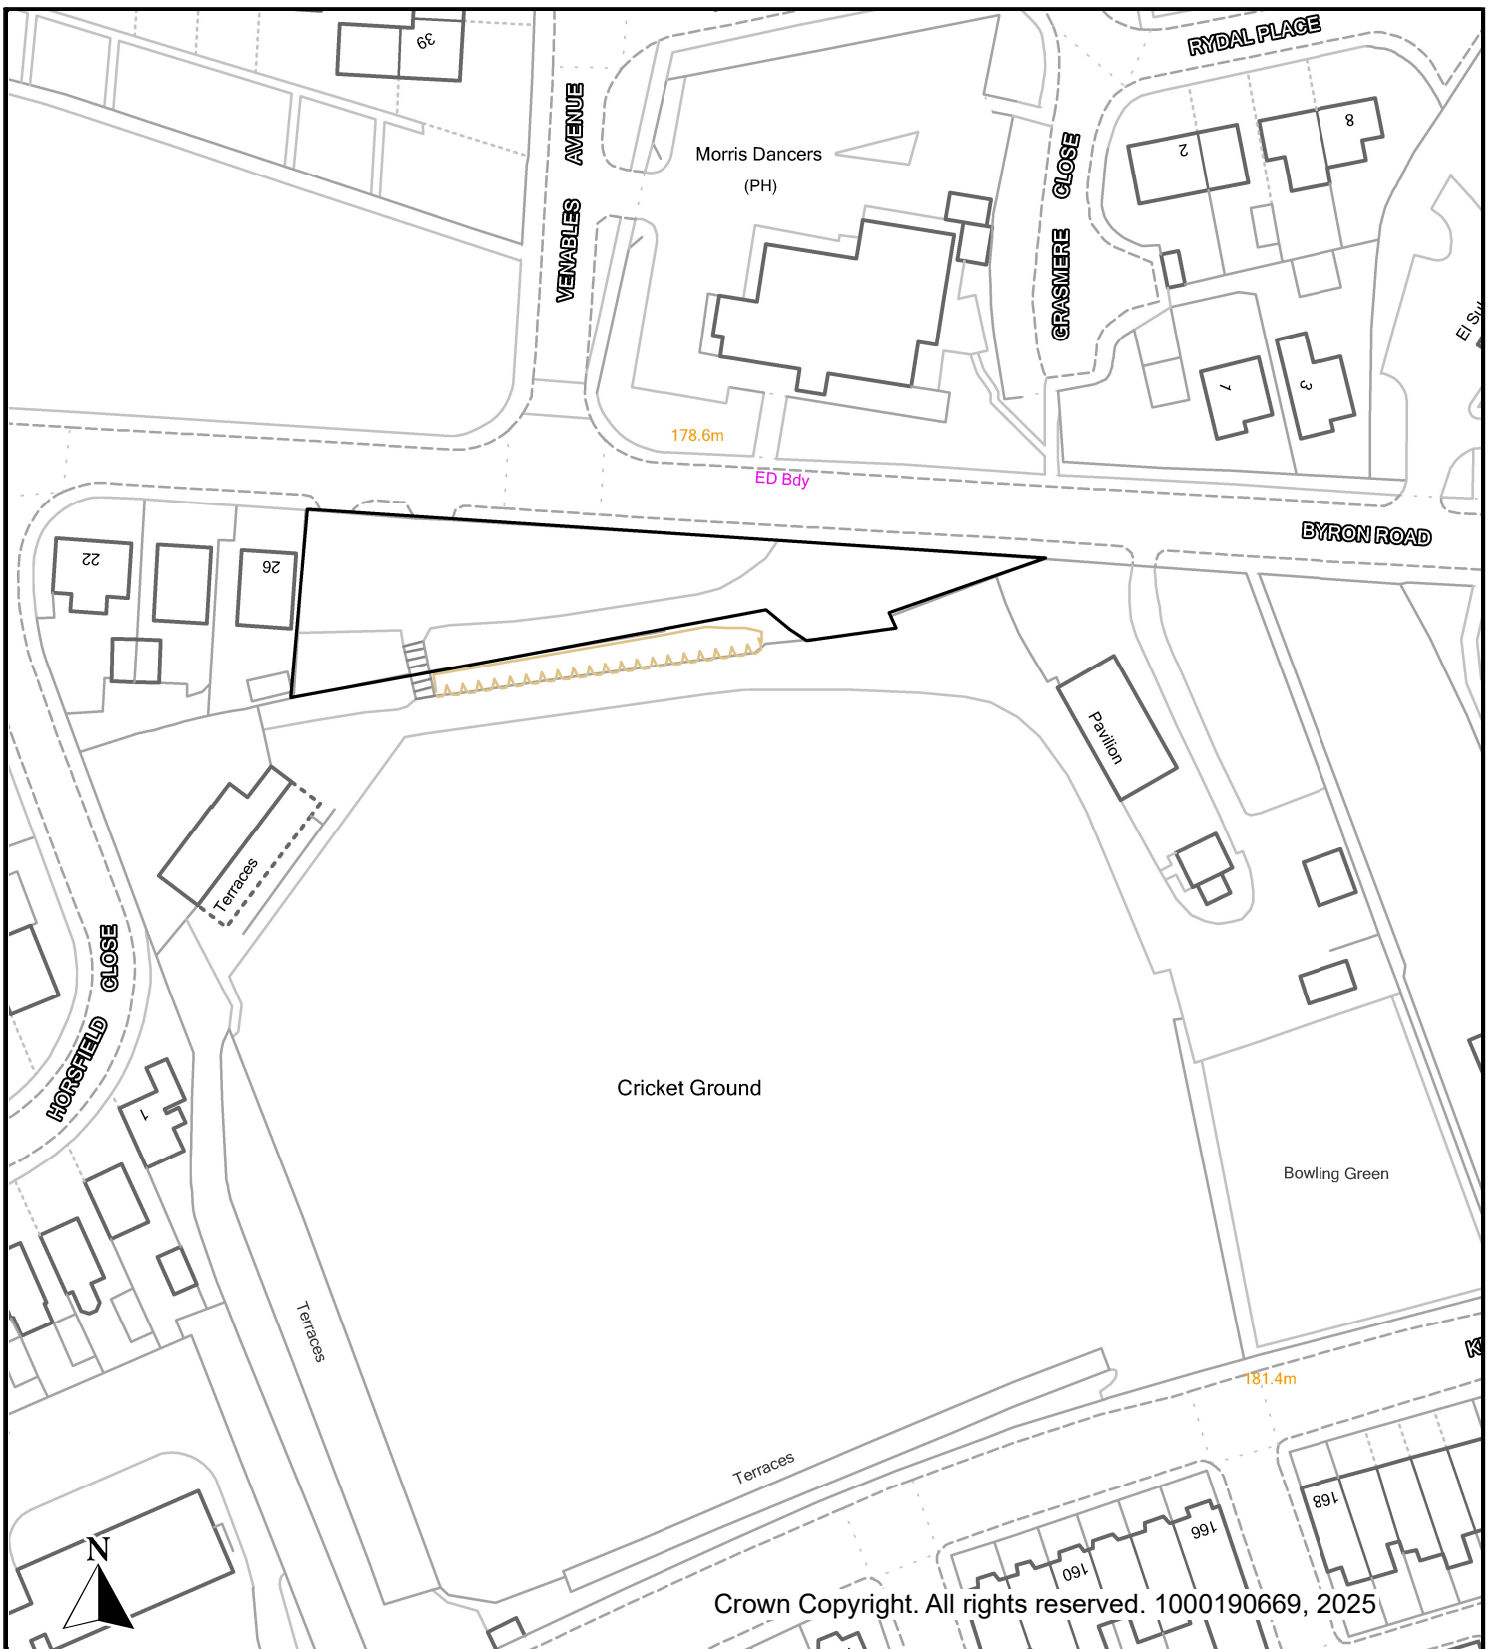 39
RYDAL PLACE
VENABLES AVENUE
Morris Dancers
(PH)
GRASMERE CLOSE
2
8
El Su
1
3
178.6m
ED Bdy
BYRON ROAD
22
26
Pavilion
Terraces
HORSFIELD CLOSE
1
Cricket Ground
Bowling Green
Terraces
181.4m
Terraces
168
166
160
N
Crown Copyright. All rights reserved. 1000190669, 2025